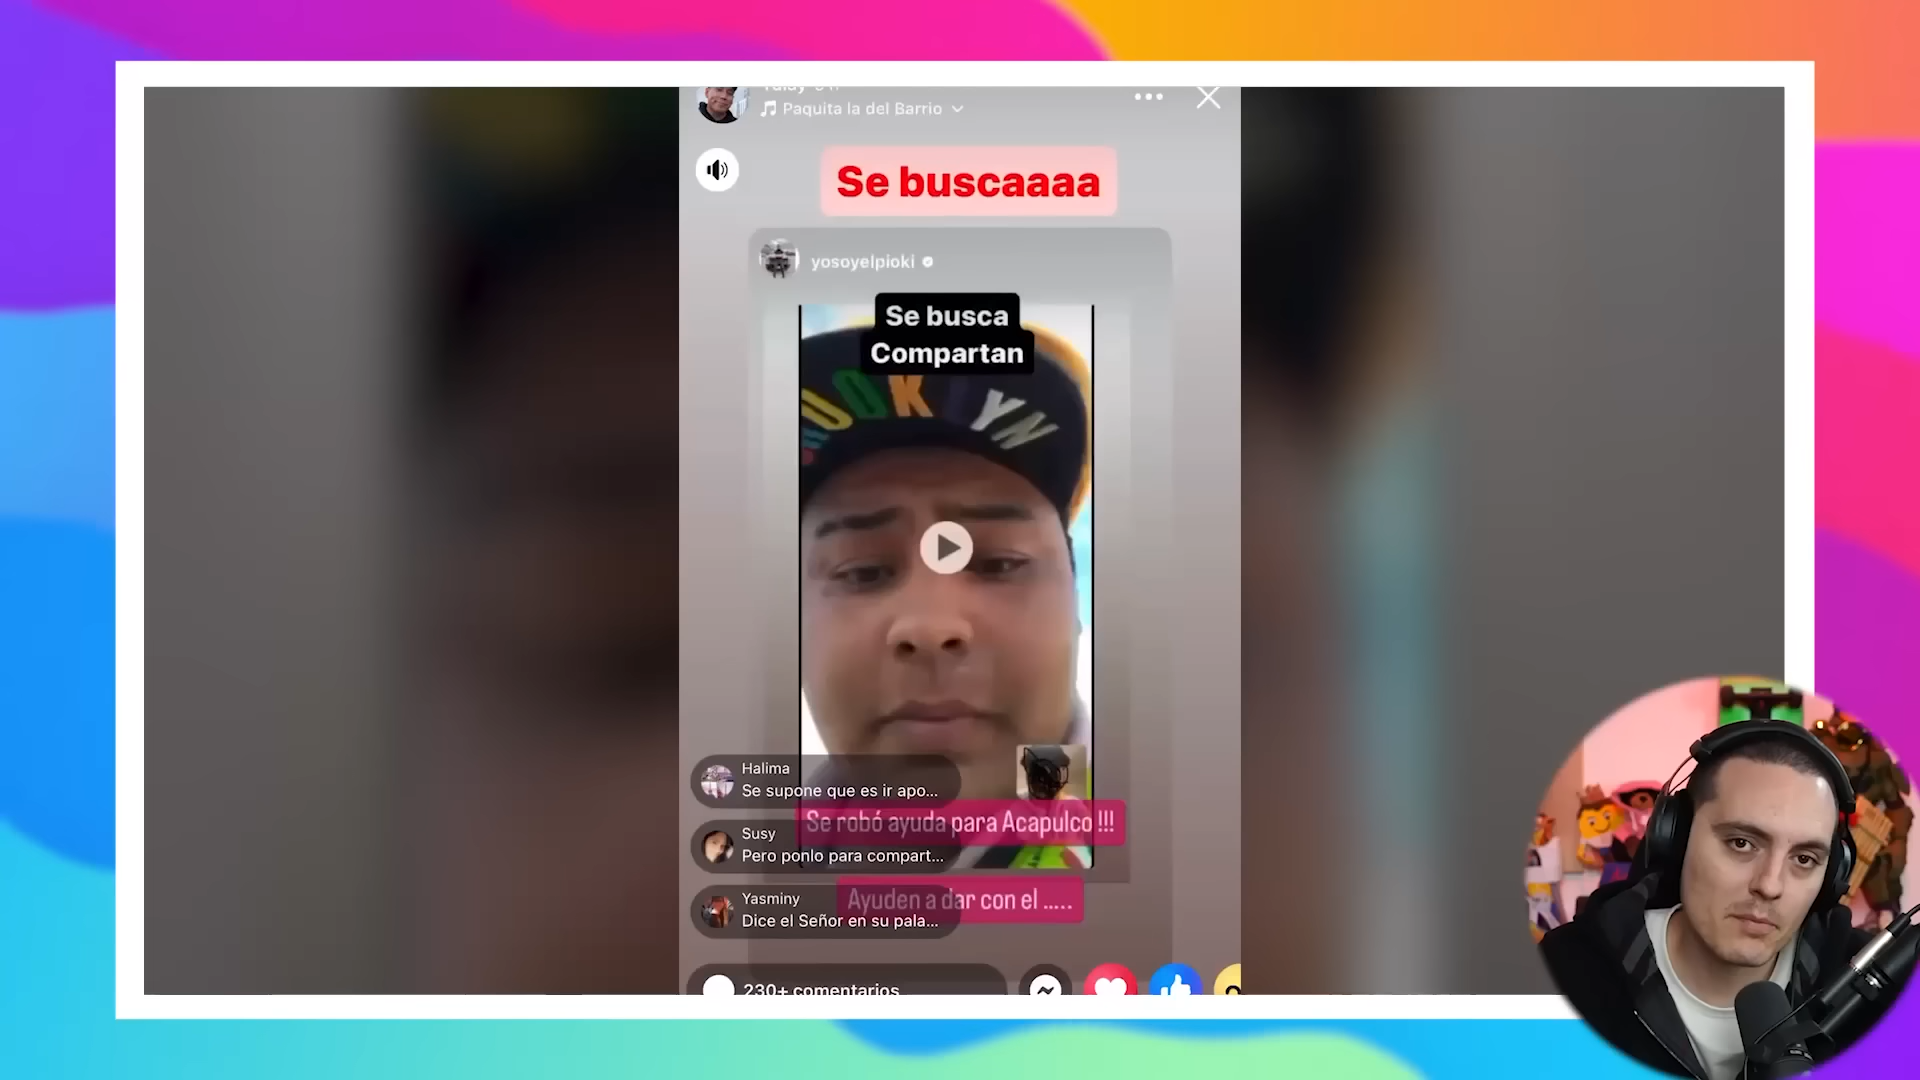 Paquita la del Barrio
Se buscaaaa
yosoyelpioki
Se busca
Compartan
OOKLYN
Halima
Se supone que es ir apo...
Se robó ayuda para Acapulco !!!
Susy
Pero ponlo para compart...
Ayuden a dar con el .....
Yasminy
Dice el Señor en su pala...
230+ comentarios